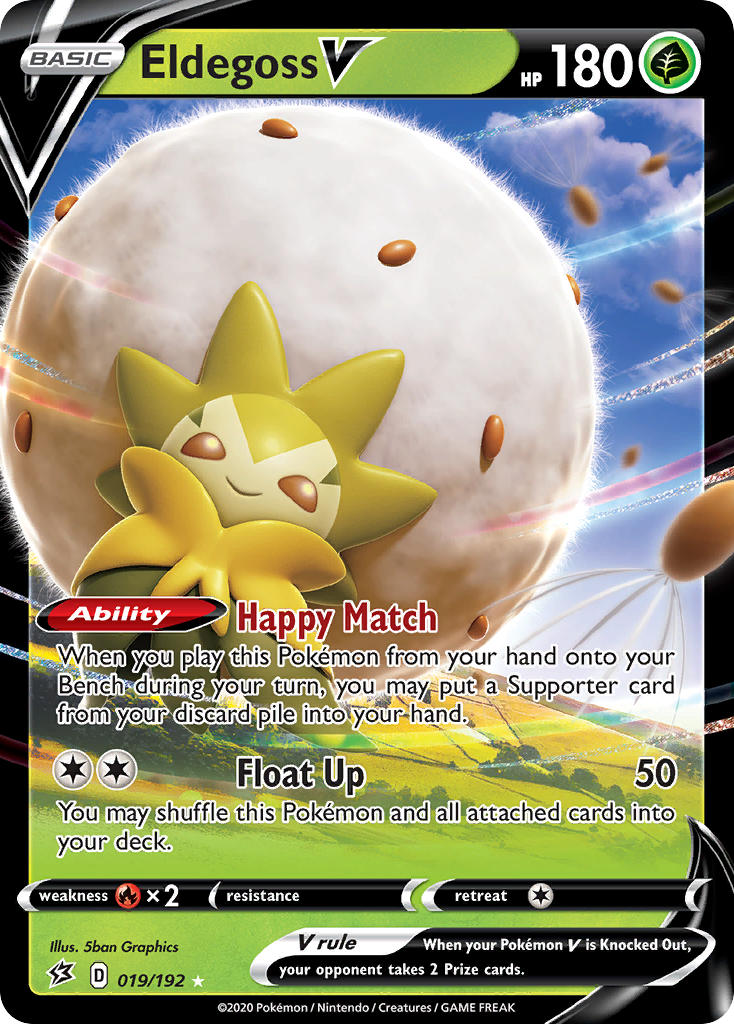 BASIC Eldegoss V HP 180
Ability Happy Match
When you play this Pokémon from your hand onto your
Bench during your turn, you may put a Supporter card
from your discard pile into your hand.
Float Up 50
You may shuffle this Pokémon and all attached cards into
your deck.
weakness ×2 resistance retreat
Illus. 5ban Graphics
V rule When your Pokémon V is Knocked Out,
your opponent takes 2 Prize cards.
D 019/192
©2020 Pokémon / Nintendo / Creatures / GAME FREAK